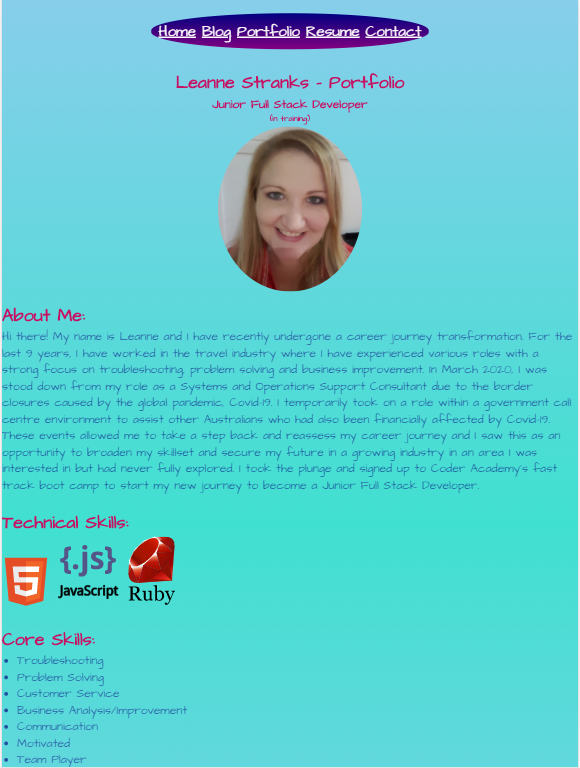 Home Blog Portfolio Resume Contact
Leanne Stranks - Portfolio
Junior Full Stack Developer
(in training)
About Me:
Hi there! My name is Leanne and I have recently undergone a career journey transformation. For the
last 9 years, I have worked in the travel industry where I have experienced various roles with a
strong focus on troubleshooting, problem solving and business improvement. In March 2020, I was
stood down from my role as a Systems and Operations Support Consultant due to the border
closures caused by the global pandemic, Covid-19. I temporarily took on a role within a government call
centre environment to assist other Australians who had also been financially affected by Covid-19.
These events allowed me to take a step back and reassess my career journey and I saw this as an
opportunity to broaden my skillset and secure my future in a growing industry in an area I was
interested in but had never fully explored. I took the plunge and signed up to Coder Academy's fast
track boot camp to start my new journey to become a Junior Full Stack Developer.
Technical Skills:
5
{.js}
JavaScript
Ruby
Core Skills:
• Troubleshooting
• Problem Solving
• Customer Service
• Business Analysis/Improvement
• Communication
• Motivated
• Team Player